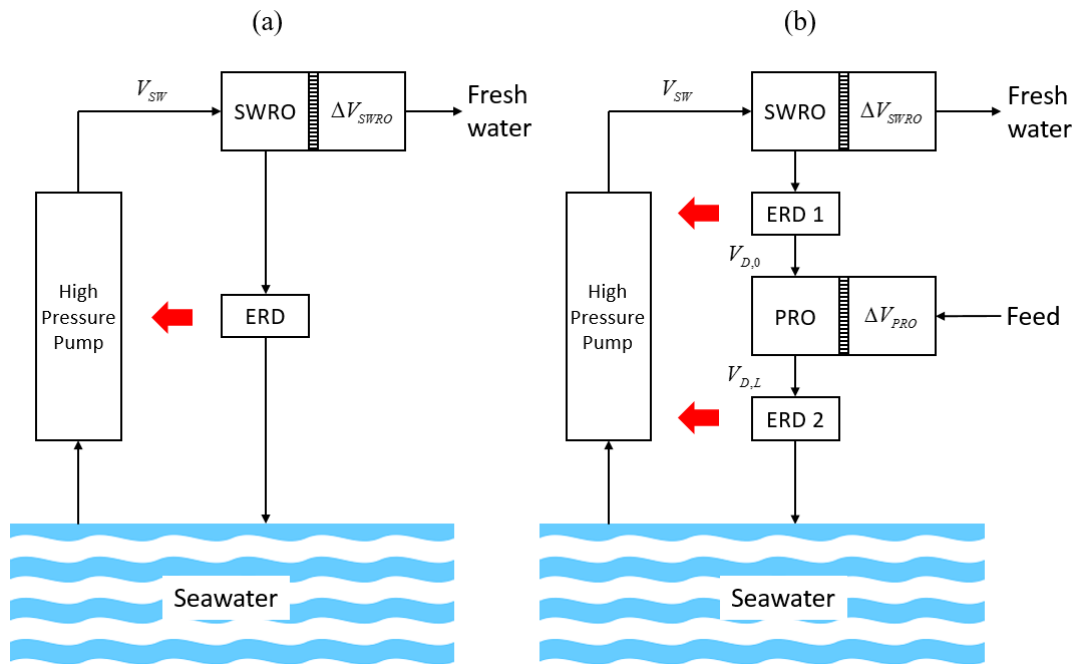 (a)
V_SW
SWRO
ΔV_SWRO
Fresh
water
High
Pressure
Pump
ERD
Seawater
(b)
V_SW
SWRO
ΔV_SWRO
Fresh
water
ERD 1
V_D,0
High
Pressure
Pump
PRO
ΔV_PRO
Feed
V_D,L
ERD 2
Seawater